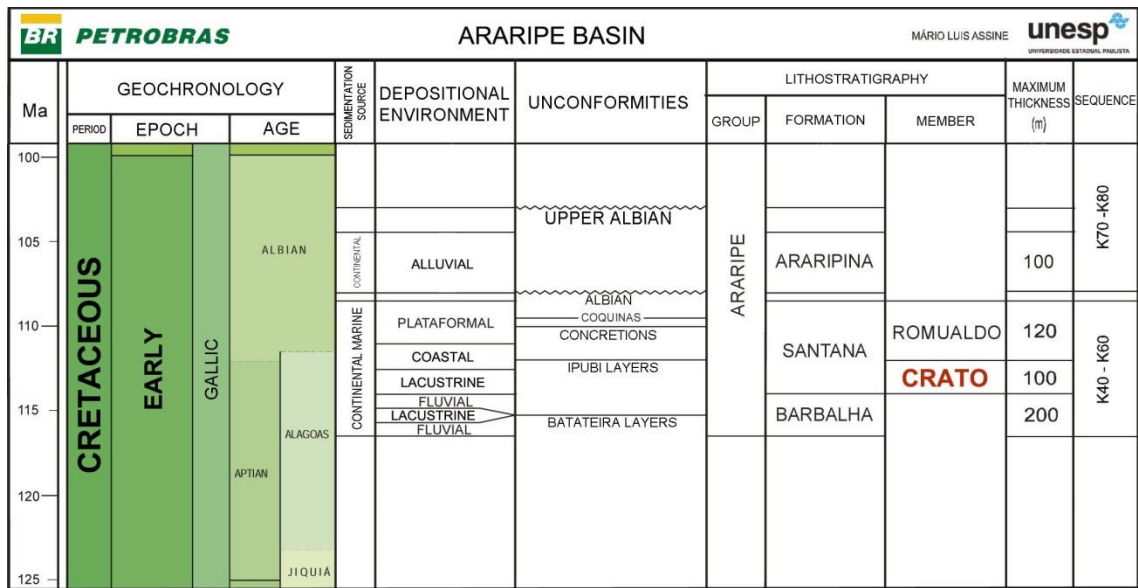 BR PETROBRAS
ARARIPE BASIN
MÁRIO LUIS ASSINE
unesp
UNIVERSIDADE ESTADUAL PAULISTA
Ma
GEOCHRONOLOGY
PERIOD
EPOCH
AGE
SEDIMENTATION
SOURCE
DEPOSITIONAL
ENVIRONMENT
UNCONFORMITIES
LITHOSTRATIGRAPHY
GROUP
FORMATION
MEMBER
MAXIMUM
THICKNESS
(m)
SEQUENCE
100
105
110
115
120
125
CRETACEOUS
EARLY
GALLIC
ALBIAN
APTIAN
ALAGOAS
JIQUIÁ
CONTINENTAL
CONTINENTAL MARINE
ALLUVIAL
PLATAFORMAL
COASTAL
LACUSTRINE
FLUVIAL
LACUSTRINE
FLUVIAL
UPPER ALBIAN
ALBIAN
COQUINAS
CONCRETIONS
IPUBI LAYERS
BATATEIRA LAYERS
ARARIPE
ARARIPINA
SANTANA
BARBALHA
ROMUALDO
CRATO
100
120
100
200
K70 -K80
K40 - K60